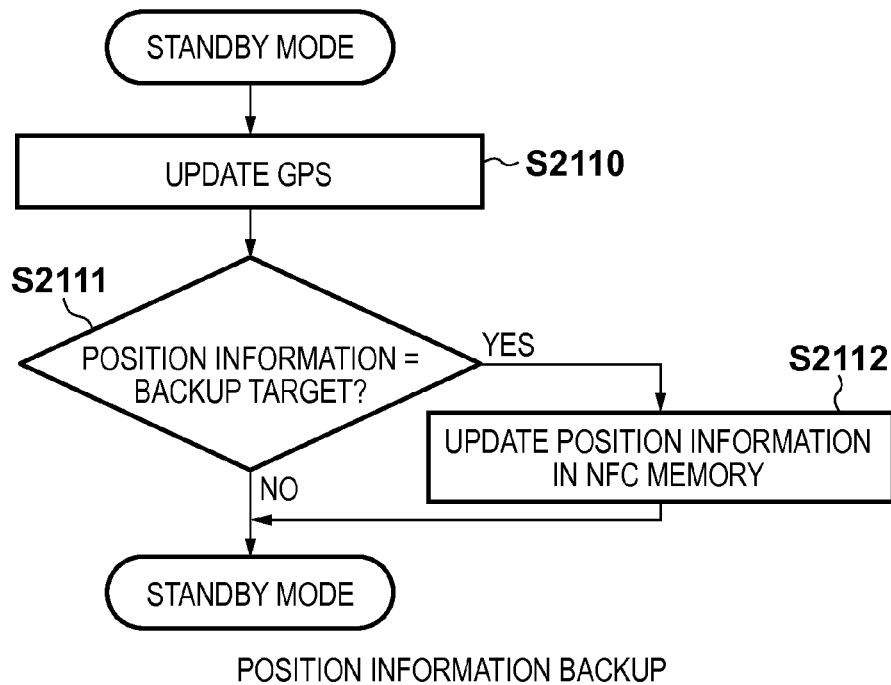 STANDBY MODE
UPDATE GPS
S2110
S2111
POSITION INFORMATION =
BACKUP TARGET?
YES
S2112
UPDATE POSITION INFORMATION
IN NFC MEMORY
NO
STANDBY MODE
POSITION INFORMATION BACKUP